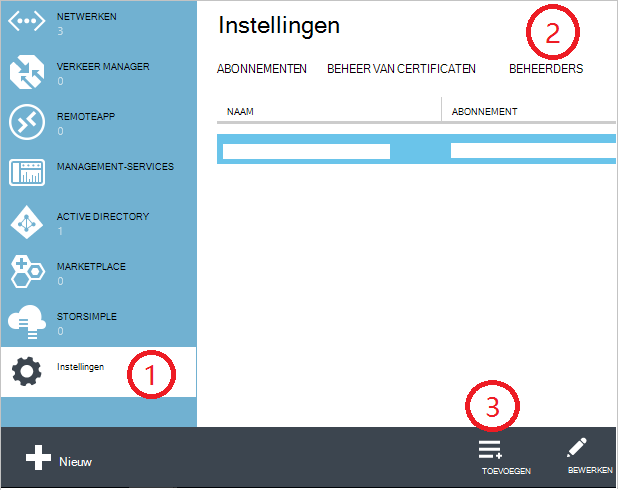 NETWERKEN
3
VERKEER MANAGER
0
REMOTEAPP
0
MANAGEMENT-SERVICES
ACTIVE DIRECTORY
1
MARKETPLACE
0
STORSIMPLE
0
Instellingen
1
Instellingen
2
ABONNEMENTEN BEHEER VAN CERTIFICATEN BEHEERDERS
NAAM ABONNEMENT
3
Nieuw
TOEVOEGEN BEWERKEN